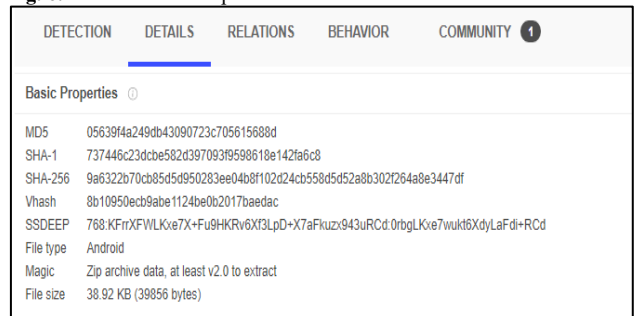 DETECTION DETAILS RELATIONS BEHAVIOR COMMUNITY 1
Basic Properties
MD5 05639f4a249db43090723c705615688d
SHA-1 737446c23dcbe582d397093f9598618e142fa6c8
SHA-256 9a6322b70cb85d5d950283ee04b8f102d24cb558d5d52a8b302f264a8e3447df
Vhash 8b10950ecb9abe1124be0b2017baedac
SSDEEP 768:KFrrXFWLKxe7X+Fu9HKRv6Xf3LpD+X7aFkuzx943uRCd:0rbgLKxe7wukt6XdyLaFdi+RCd
File type Android
Magic Zip archive data, at least v2.0 to extract
File size 38.92 KB (39856 bytes)